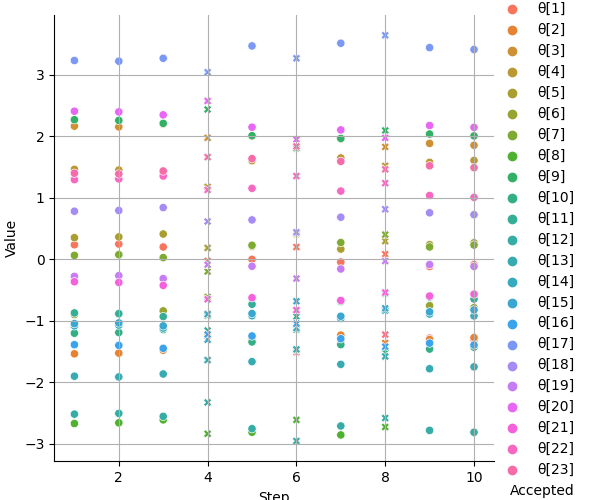 θ[1]
θ[2]
θ[3]
θ[4]
θ[5]
θ[6]
θ[7]
θ[8]
θ[9]
θ[10]
θ[11]
θ[12]
θ[13]
θ[14]
θ[15]
θ[16]
θ[17]
θ[18]
θ[19]
θ[20]
θ[21]
θ[22]
θ[23]
Accepted
Value
3
2
1
0
−1
−2
−3
2
4
6
8
10
Step